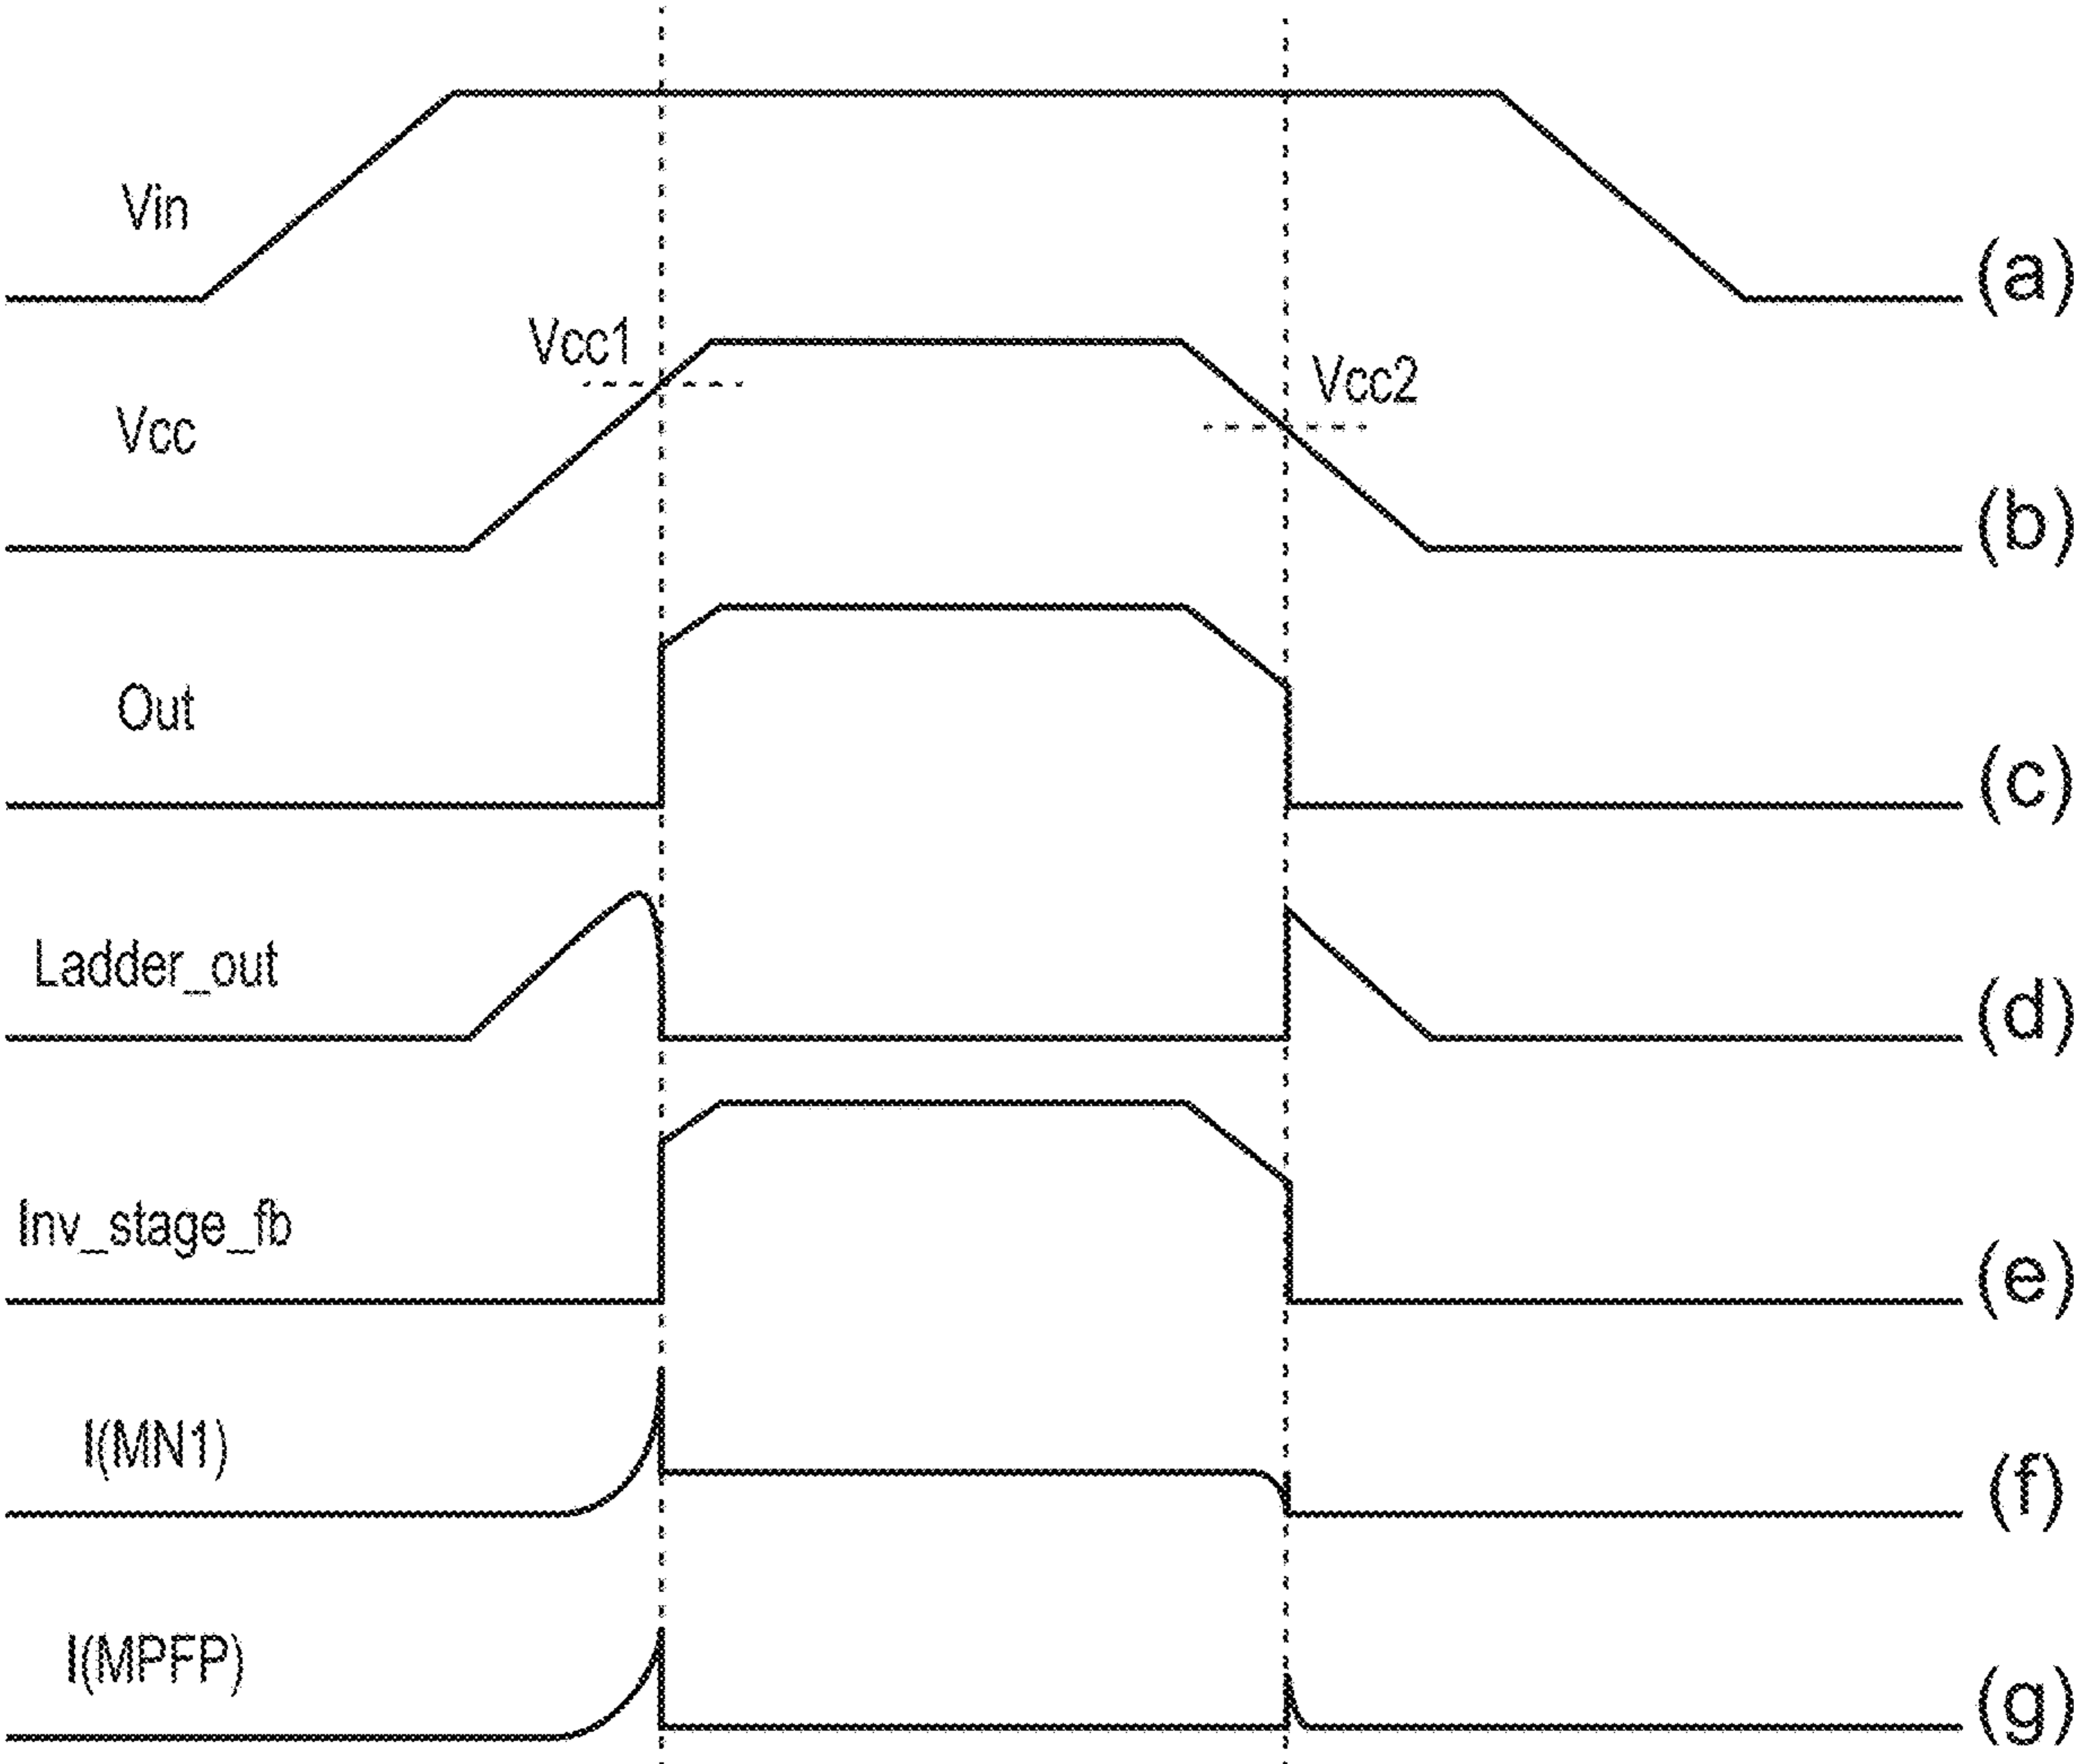 Vin
(a)
Vcc1
Vcc2
Vcc
(b)
Out
(c)
Ladder_out
(d)
Inv_stage_fb
(e)
I(MN1)
(f)
I(MPFP)
(g)